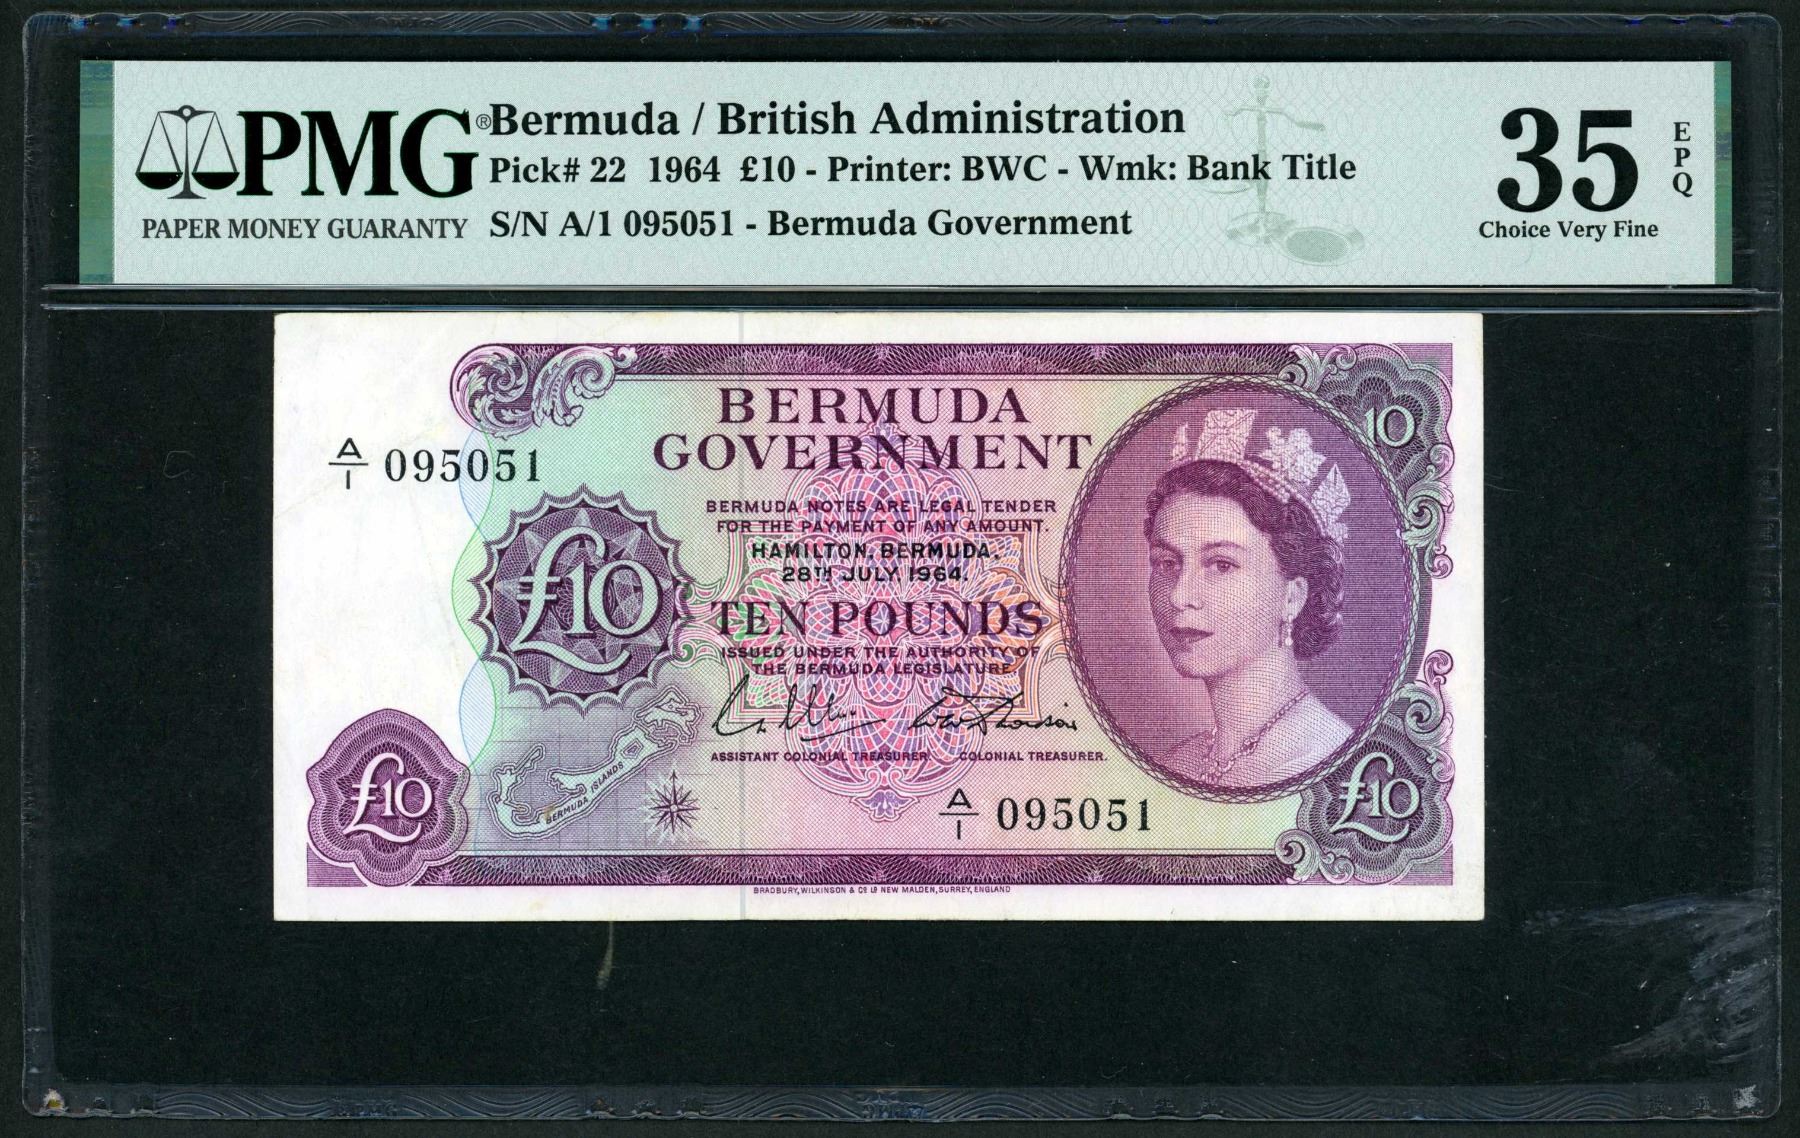 PMG®
PAPER MONEY GUARANTY
Bermuda / British Administration
Pick# 22 1964 £10 - Printer: BWC - Wmk: Bank Title
S/N A/1 095051 - Bermuda Government
35
EPQ
Choice Very Fine
BERMUDA
GOVERNMENT
10
A/1 095051
BERMUDA NOTES ARE LEGAL TENDER
FOR THE PAYMENT OF ANY AMOUNT.
HAMILTON, BERMUDA.
28TH JULY 1964.
£10
TEN POUNDS
ISSUED UNDER THE AUTHORITY OF
THE BERMUDA LEGISLATURE
ASSISTANT COLONIAL TREASURER. COLONIAL TREASURER.
BERMUDA ISLANDS
£10
A/1 095051
£10
BRADBURY, WILKINSON & Co Ld NEW MALDEN, SURREY, ENGLAND